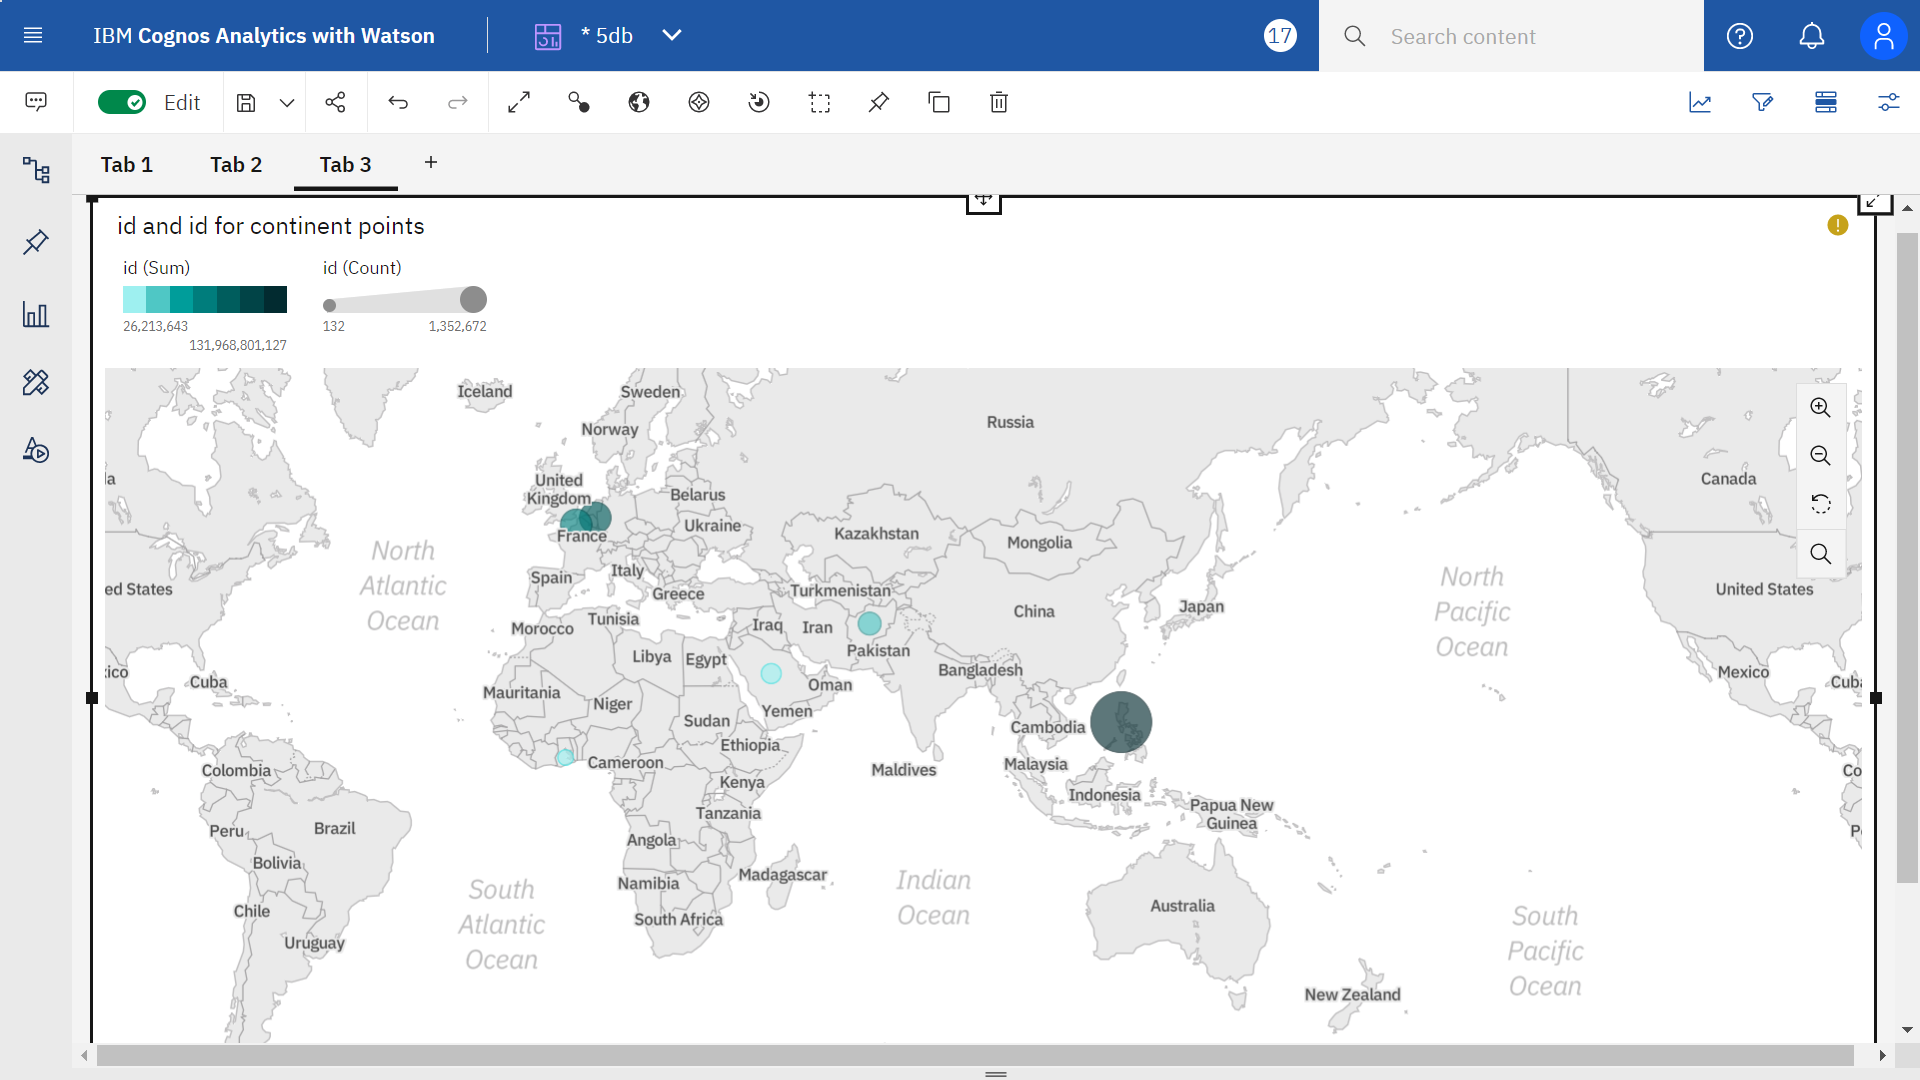 IBM Cognos Analytics with Watson
* 5db
17
Search content
Edit
Tab 1
Tab 2
Tab 3
+
id and id for continent points
id (Sum)
26,213,643
131,968,801,127
id (Count)
132
1,352,672
Iceland
Sweden
Norway
Russia
United
Kingdom
Belarus
Ukraine
France
Kazakhstan
Mongolia
Canada
North
Atlantic
Ocean
Spain
Italy
Greece
Turkmenistan
China
Japan
North
Pacific
Ocean
ed States
United States
Morocco
Tunisia
Iraq
Iran
Pakistan
Libya
Egypt
Bangladesh
Oman
ico
Cuba
Mexico
Cuba
Mauritania
Niger
Sudan
Yemen
Cambodia
Ethiopia
Colombia
Cameroon
Kenya
Maldives
Malaysia
Indonesia
Co
Papua New
Guinea
Tanzania
Peru
Brazil
Angola
Bolivia
Namibia
Madagascar
Indian
Ocean
Chile
South
Atlantic
Ocean
South Africa
Australia
Uruguay
South
Pacific
Ocean
New Zealand